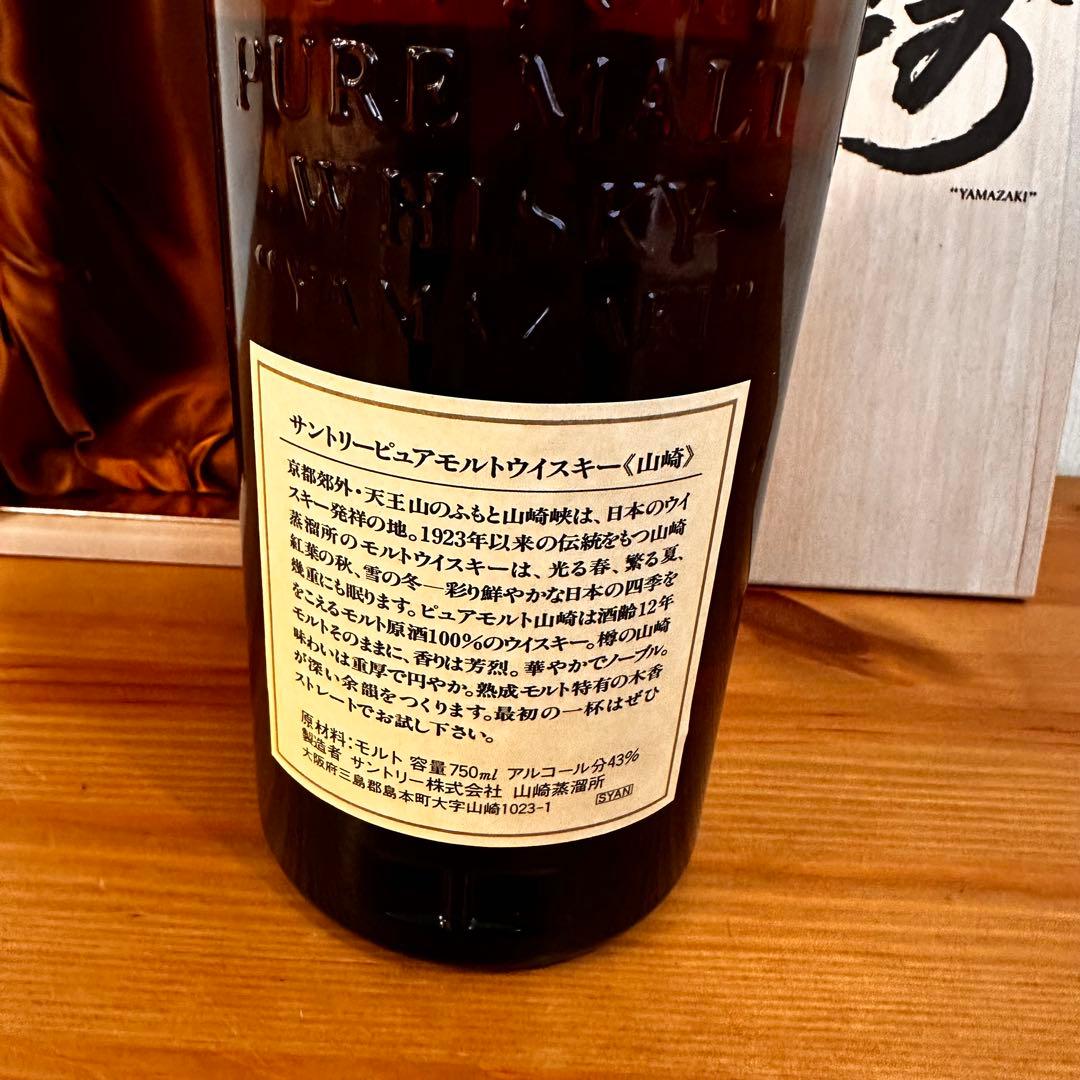 PURE MALT
WHISKY
"YAMAZAKI"
"YAMAZAKI"
サントリーピュアモルトウイスキー《山崎》
京都郊外・天王山のふもと山崎峡は、日本のウイ
スキー発祥の地。1923年以来の伝統をもつ山崎
蒸溜所のモルトウイスキーは、光る春、繁る夏、
紅葉の秋、雪の冬―彩り鮮やかな日本の四季を
幾重にも眠ります。ピュアモルト山崎は酒齢12年
をこえるモルト原酒100%のウイスキー。樽の山崎
モルトそのままに、香りは芳烈。華やかでノーブル。
味わいは重厚で円やか。熟成モルト特有の木香
が深い余韻をつくります。最初の一杯はぜひ
ストレートでお試し下さい。
原材料:モルト 容量750ml アルコール分43%
製造者 サントリー株式会社 山崎蒸溜所
大阪府三島郡島本町大字山崎1023-1
SYAN